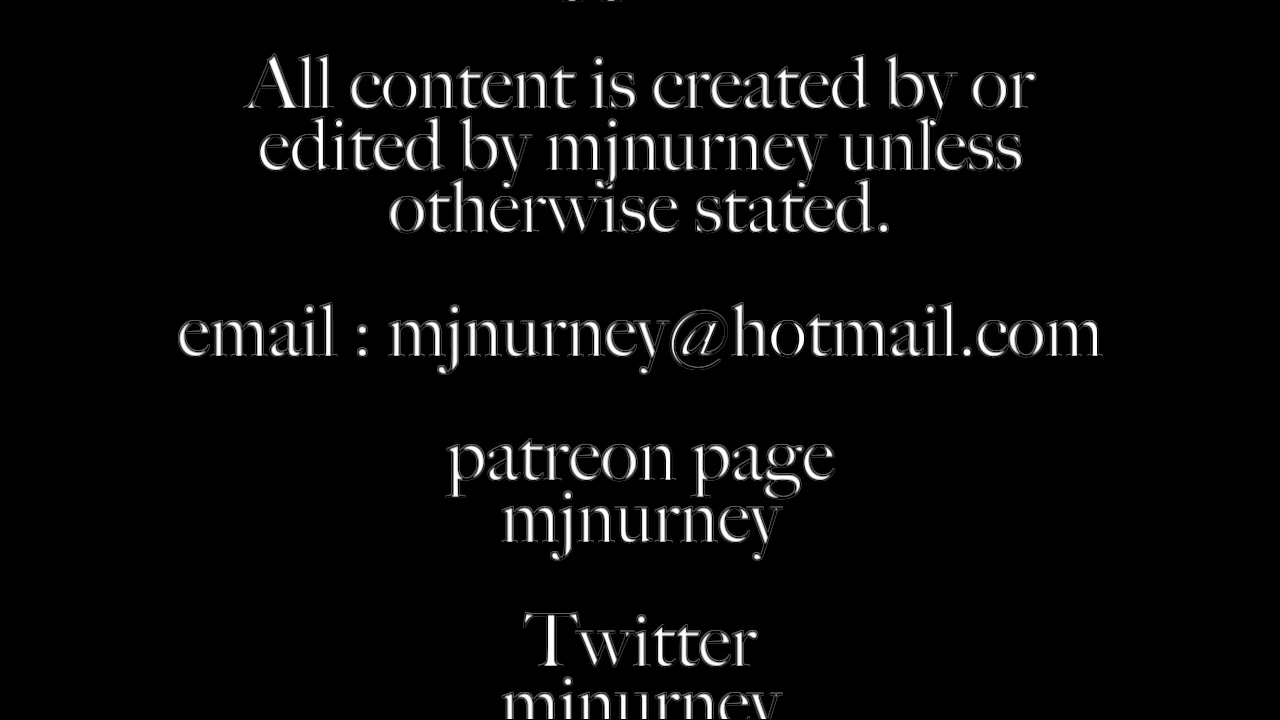 All content is created by or
edited by mjnurney unless
otherwise stated.
email : mjnurney@hotmail.com
patreon page
mjnurney
Twitter
mjnurney